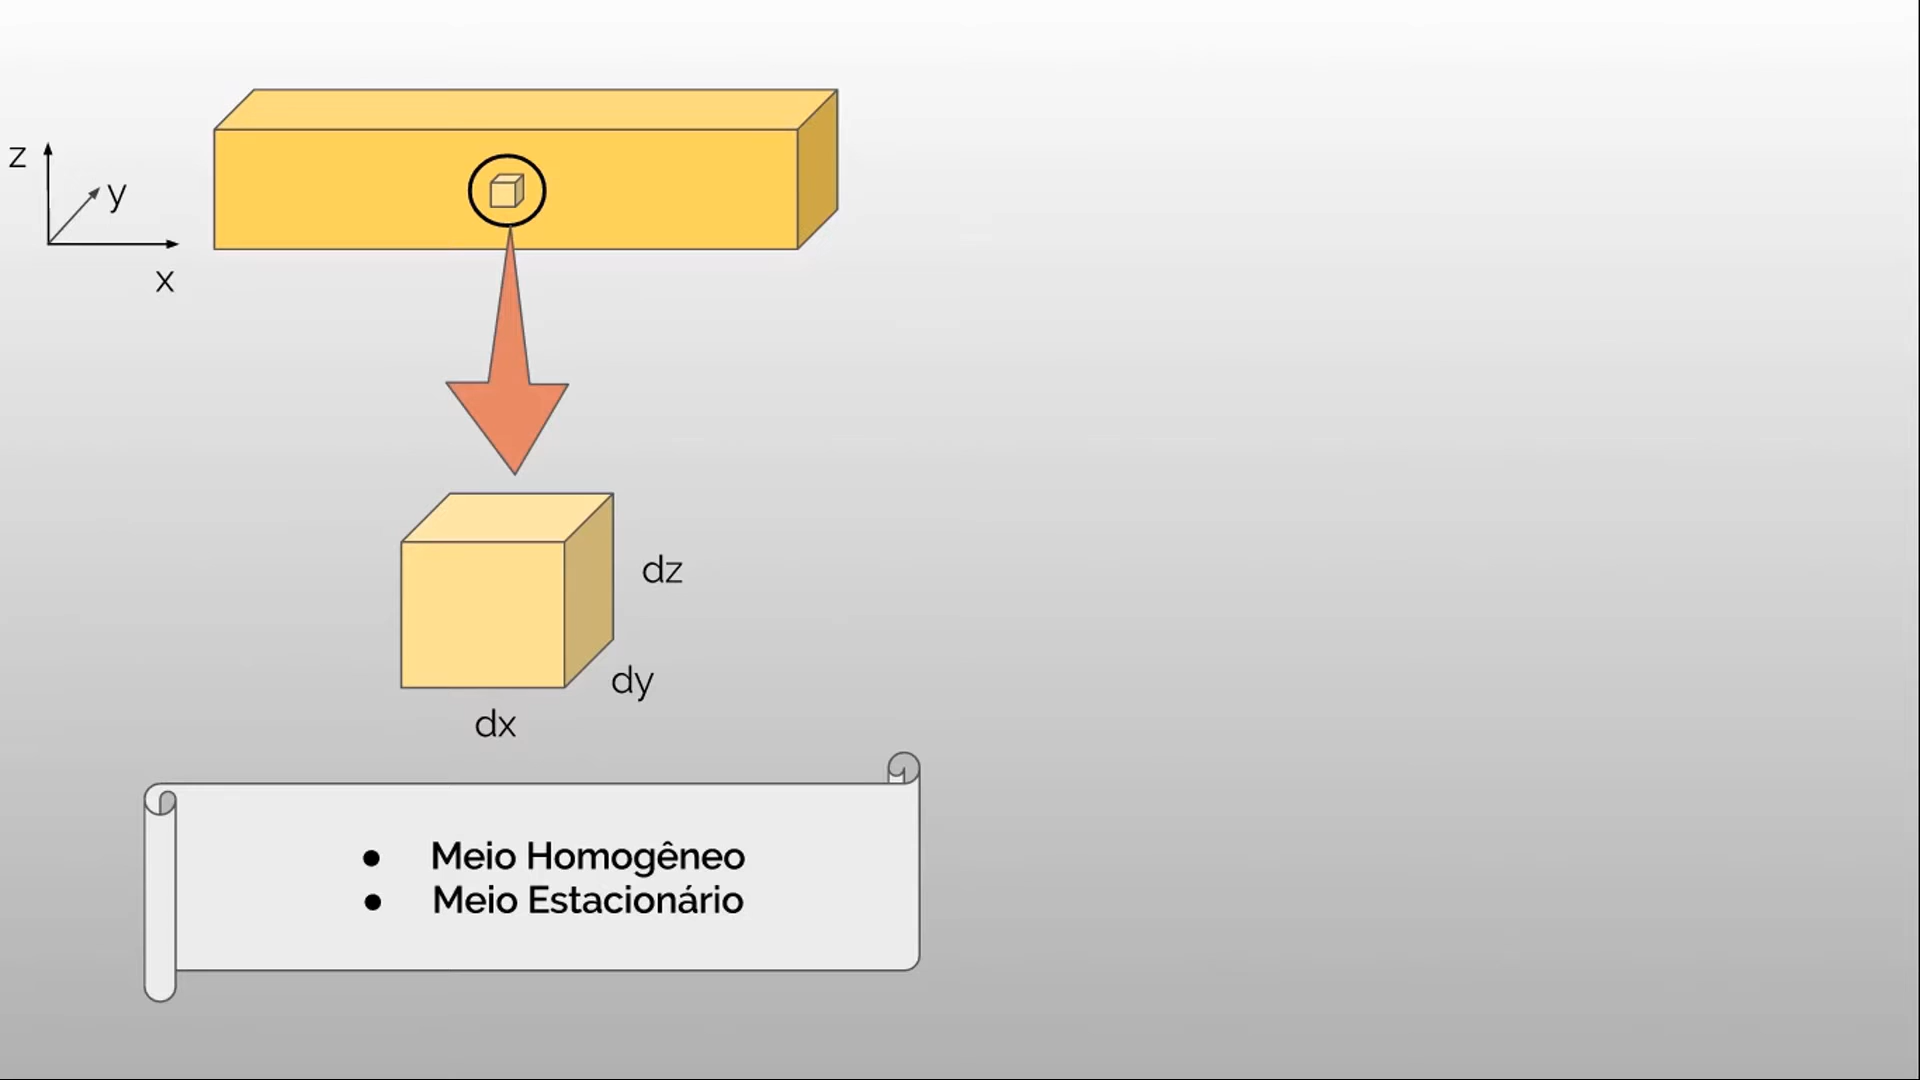 z
y
x
dz
dy
dx
● Meio Homogêneo
● Meio Estacionário